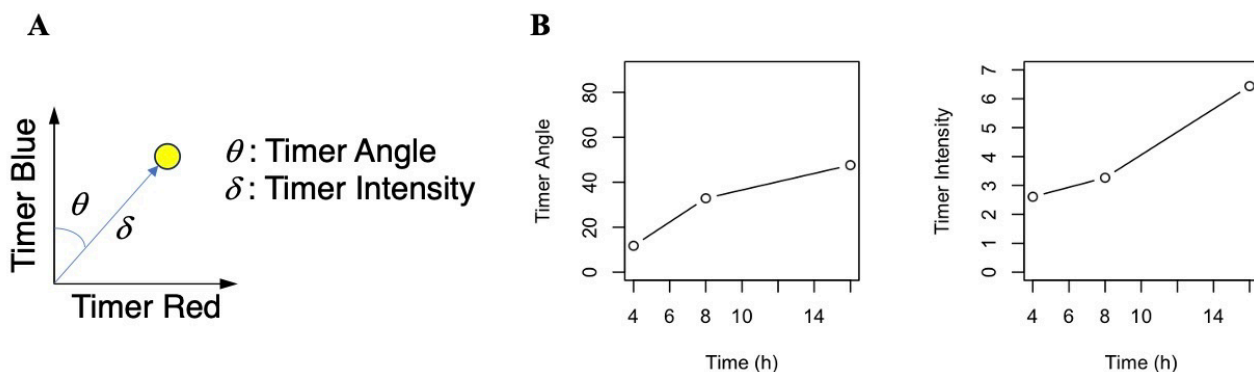 A
Timer Blue
θ
δ
Timer Red
θ : Timer Angle
δ : Timer Intensity
B
Timer Angle
80
60
40
20
0
4 6 8 10 14
Time (h)
Timer Intensity
7
6
5
4
3
2
1
0
4 6 8 10 14
Time (h)